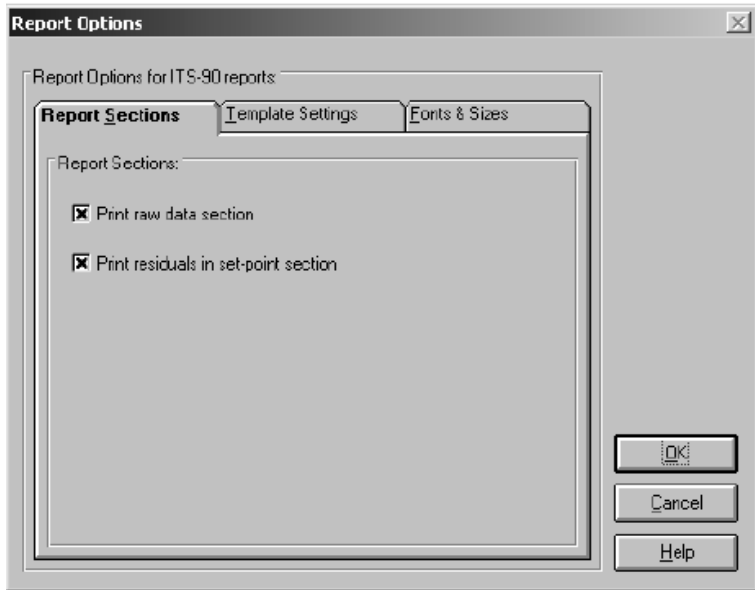 Report Options
Report Options for ITS-90 reports:
Report Sections
Template Settings
Fonts & Sizes
Report Sections:
Print raw data section
Print residuals in set-point section
OK
Cancel
Help